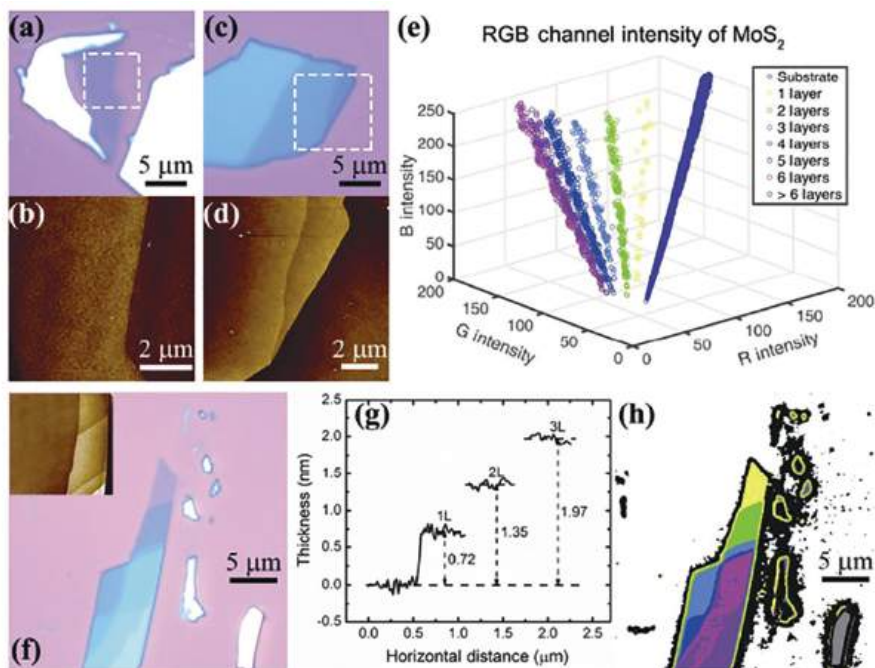 (a)
5 μm
(c)
5 μm
(b)
2 μm
(d)
2 μm
(e)
RGB channel intensity of MoS2
Substrate
1 layer
2 layers
3 layers
4 layers
5 layers
6 layers
> 6 layers
B intensity
250
200
150
100
50
0
200
150
100
50
0
G intensity
0
50
100
150
200
R intensity
(f)
5 μm
(g)
Thickness (nm)
2.5
2.0
1.5
1.0
0.5
0.0
-0.5
1L
2L
3L
0.72
1.35
1.97
0.0 0.5 1.0 1.5 2.0 2.5
Horizontal distance (μm)
(h)
5 μm